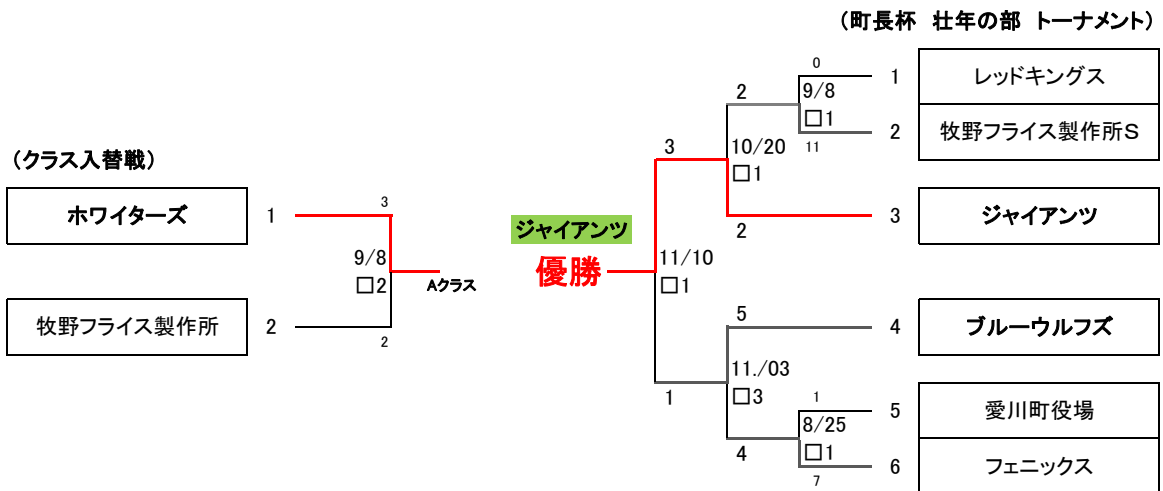 （町長杯　壮年の部　トーナメント）
0
1
レッドキングス
2
9/8
□1
2
牧野フライス製作所S
11
（クラス入替戦）
3
10/20
□1
ホワイターズ
1
3
3
ジャイアンツ
ジャイアンツ
2
9/8
□2
Aクラス
優勝
11/10
□1
牧野フライス製作所
2
2
5
4
ブルーウルフズ
11./03
□3
1
1
5
愛川町役場
8/25
□1
4
6
フェニックス
7